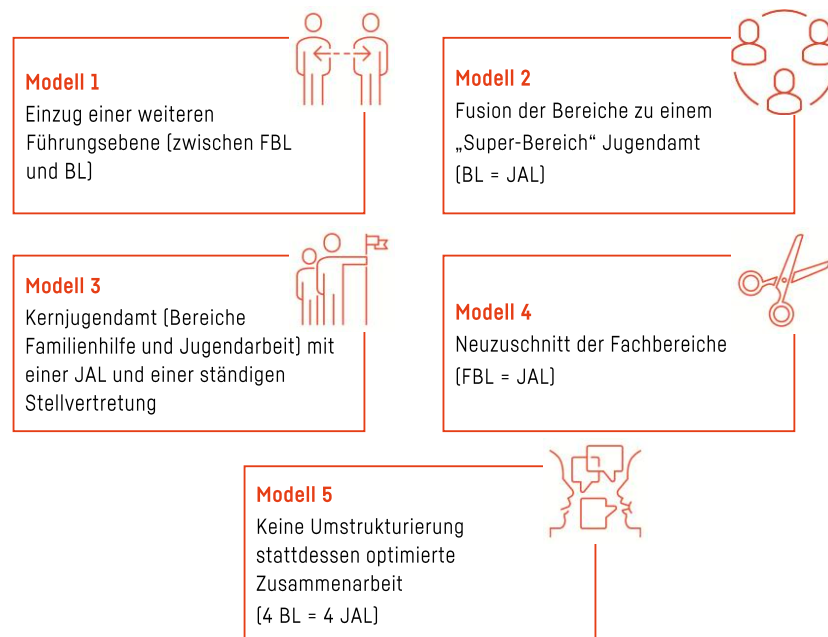 Modell 1
Einzug einer weiteren
Führungsebene (zwischen FBL
und BL)
Modell 2
Fusion der Bereiche zu einem
„Super-Bereich“ Jugendamt
(BL = JAL)
Modell 3
Kernjugendamt (Bereiche
Familienhilfe und Jugendarbeit) mit
einer JAL und einer ständigen
Stellvertretung
Modell 4
Neuzuschnitt der Fachbereiche
(FBL = JAL)
Modell 5
Keine Umstrukturierung
stattdessen optimierte
Zusammenarbeit
(4 BL = 4 JAL)